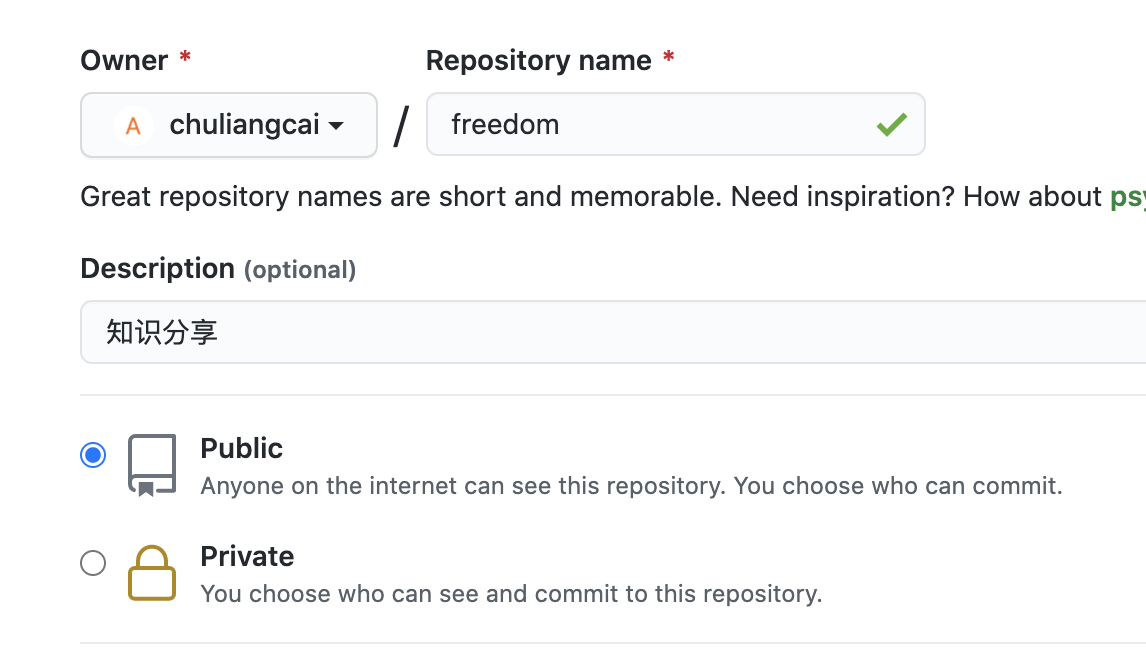 Owner * Repository name *
A chuliangcai / freedom
Great repository names are short and memorable. Need inspiration? How about
Description (optional)
知识分享
Public
Anyone on the internet can see this repository. You choose who can commit.
Private
You choose who can see and commit to this repository.